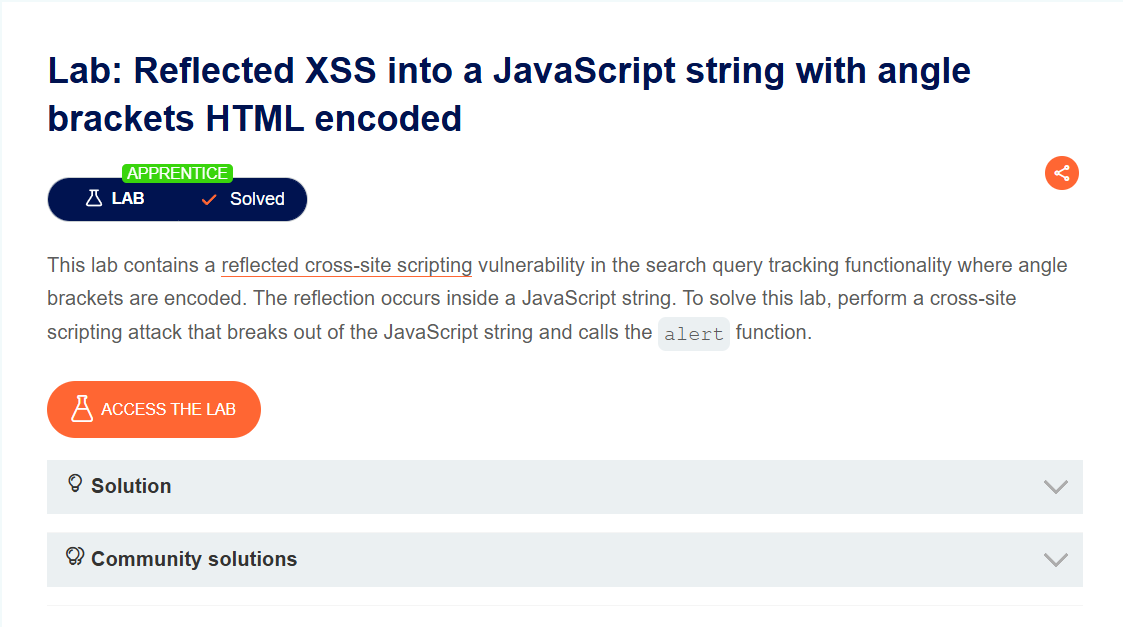 Lab: Reflected XSS into a JavaScript string with angle
brackets HTML encoded
APPRENTICE
LAB Solved
This lab contains a reflected cross-site scripting vulnerability in the search query tracking functionality where angle
brackets are encoded. The reflection occurs inside a JavaScript string. To solve this lab, perform a cross-site
scripting attack that breaks out of the JavaScript string and calls the alert function.
ACCESS THE LAB
Solution
Community solutions